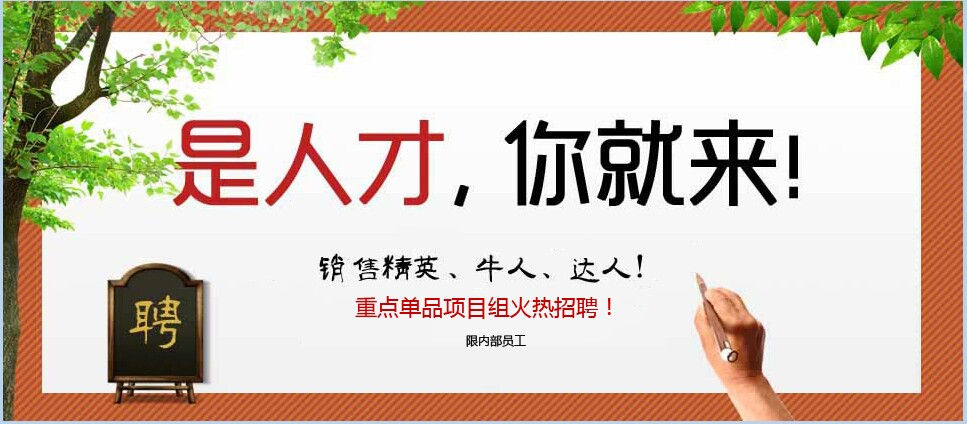 是人才，你就来！
销售精英、牛人、达人！
重点单品项目组火热招聘！
限内部员工
聘